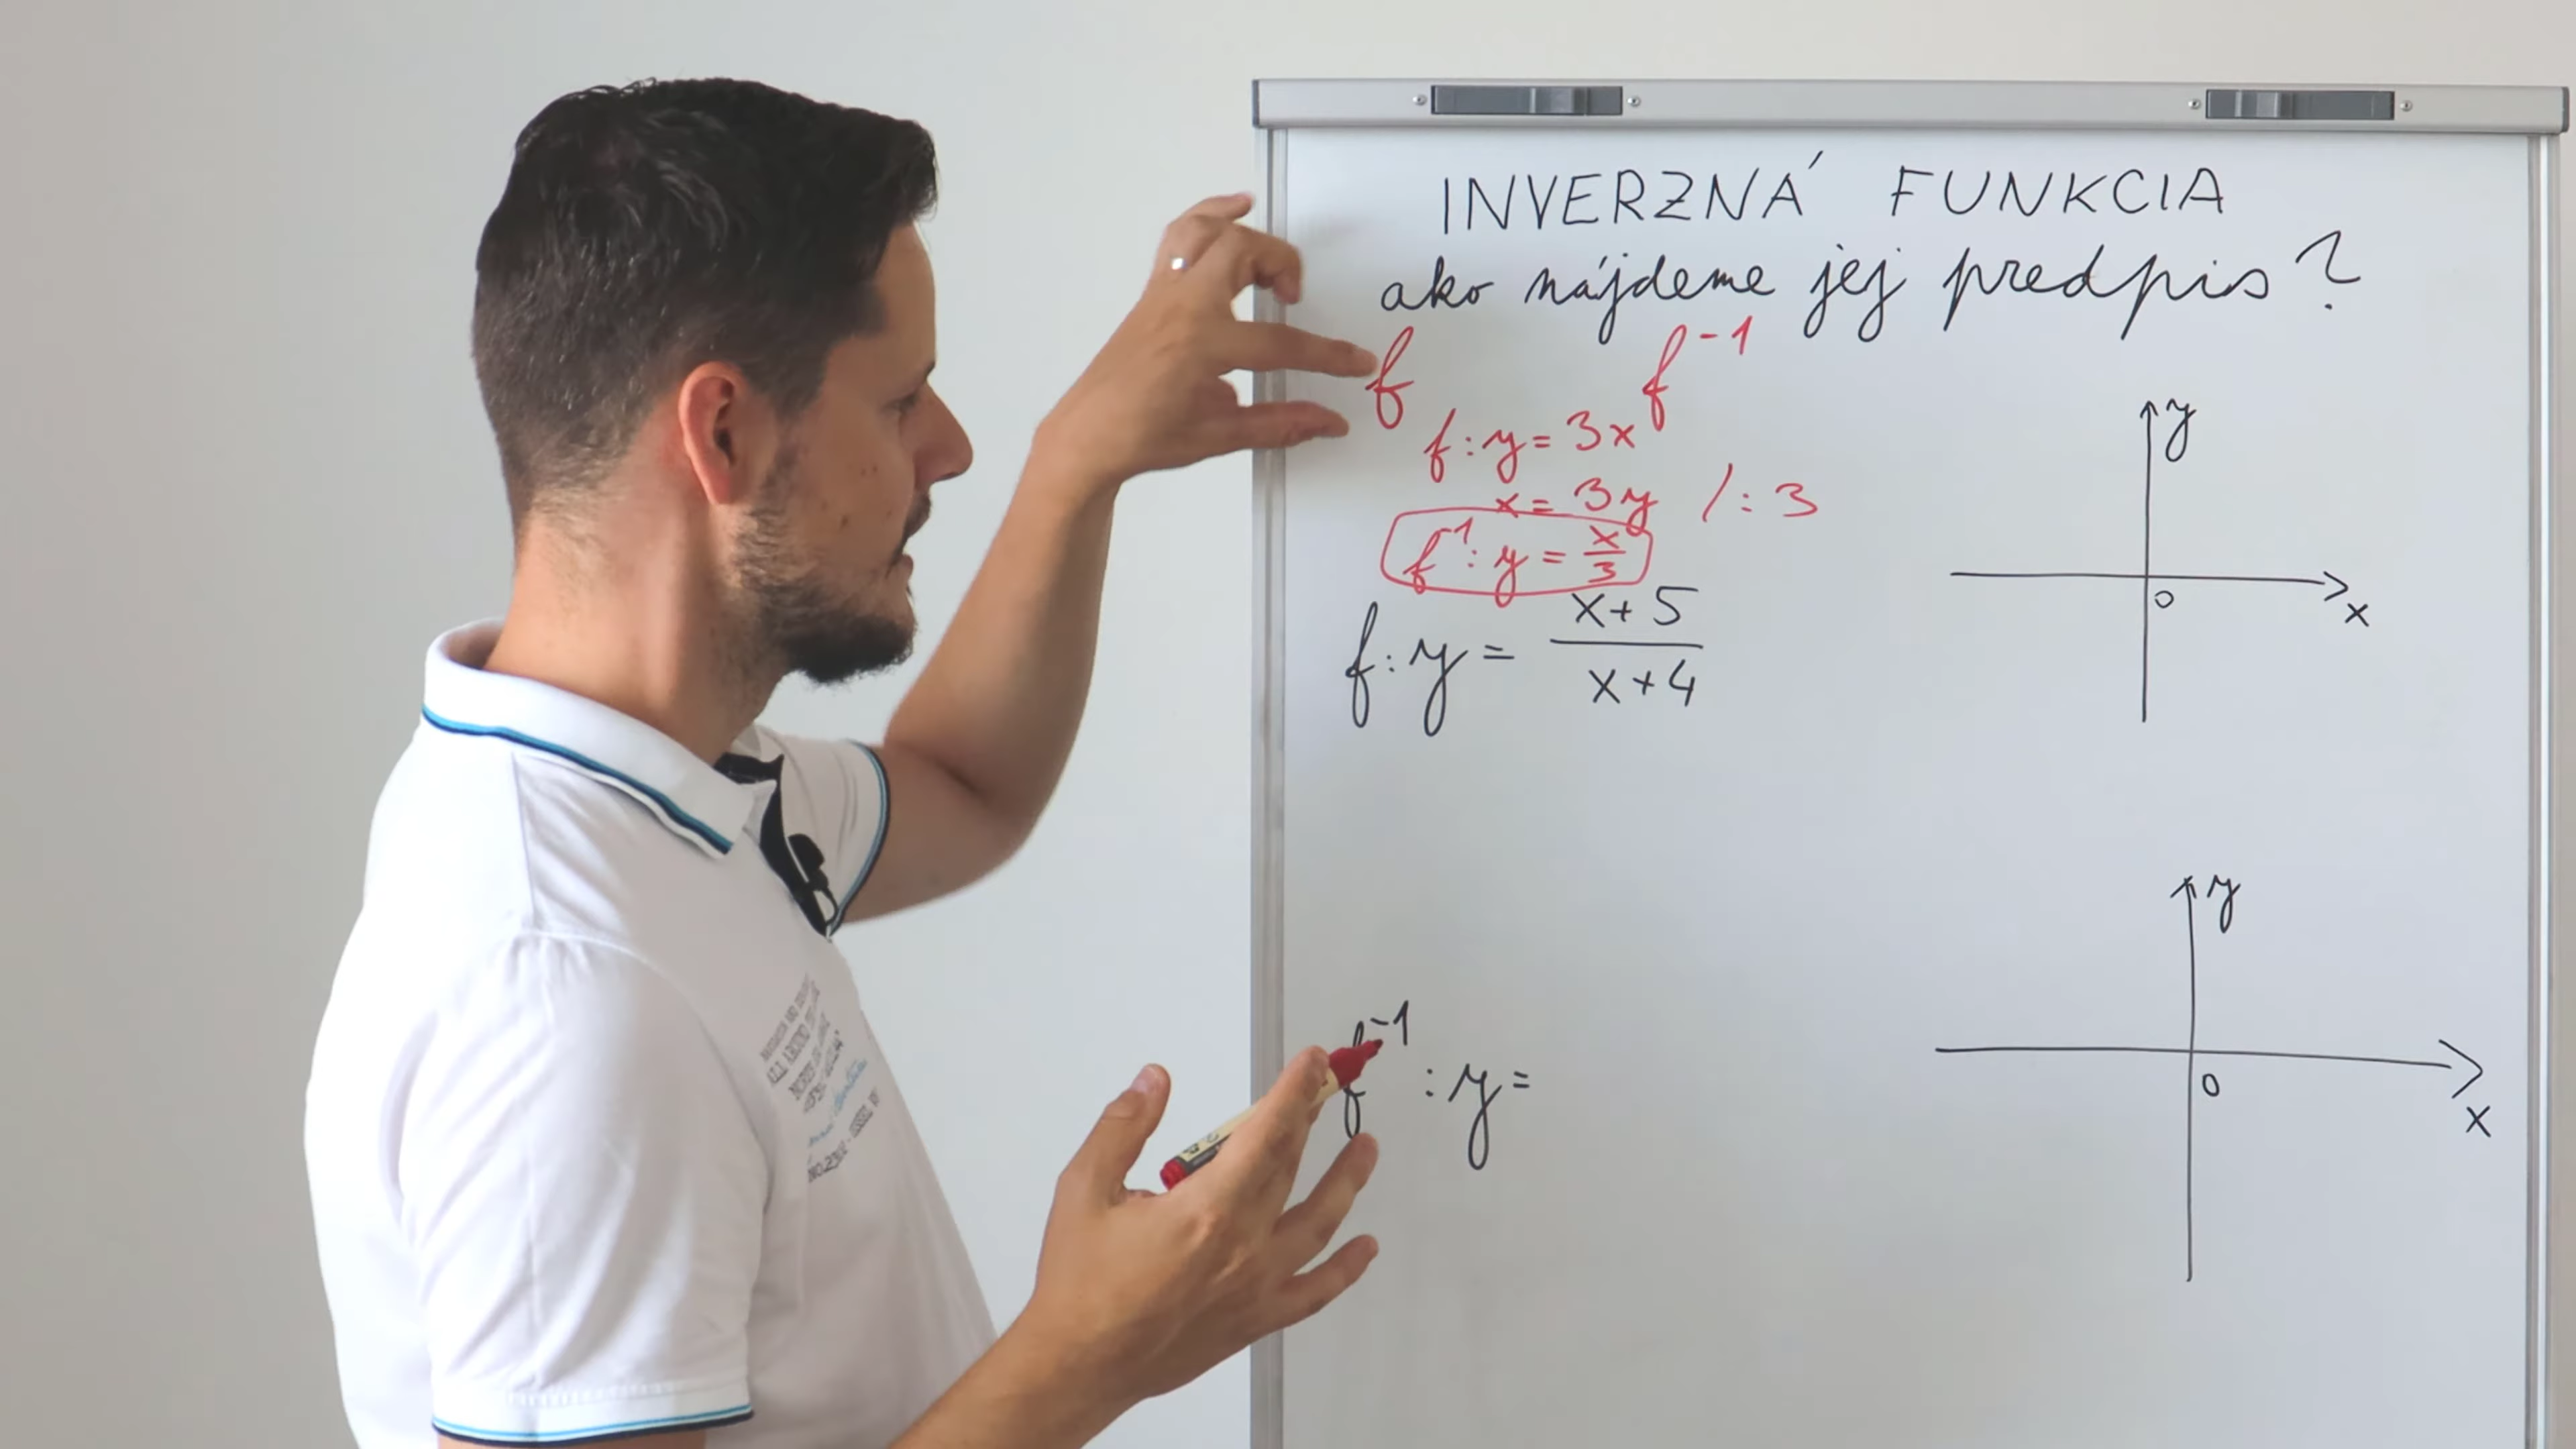 INVERZNÁ FUNKCIA
ako nájdeme jej predpis?
f f⁻¹
f: y = 3x
x = 3y /: 3
f⁻¹: y = x/3
f: y = (x+5)/(x+4)
y
0
x
f⁻¹: y =
y
0
x